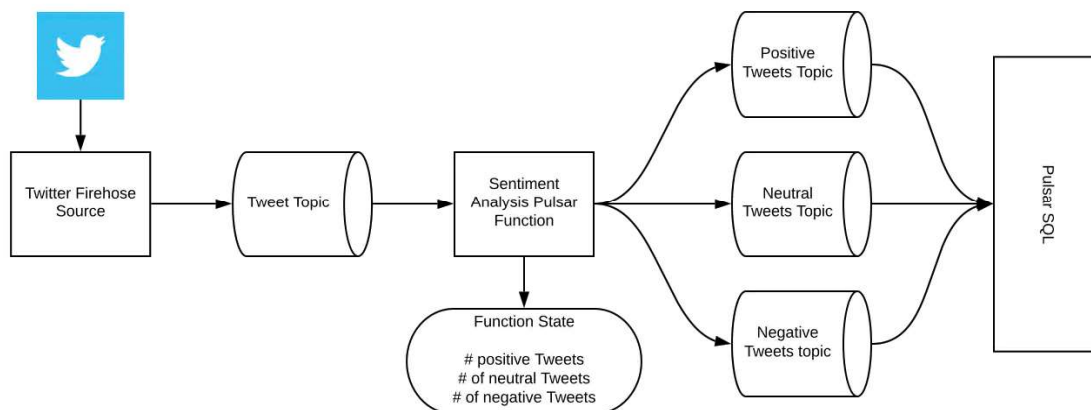 Twitter Firehose
Source
Tweet Topic
Sentiment
Analysis Pulsar
Function
Function State
# positive Tweets
# of neutral Tweets
# of negative Tweets
Positive
Tweets Topic
Neutral
Tweets Topic
Negative
Tweets topic
Pulsar SQL